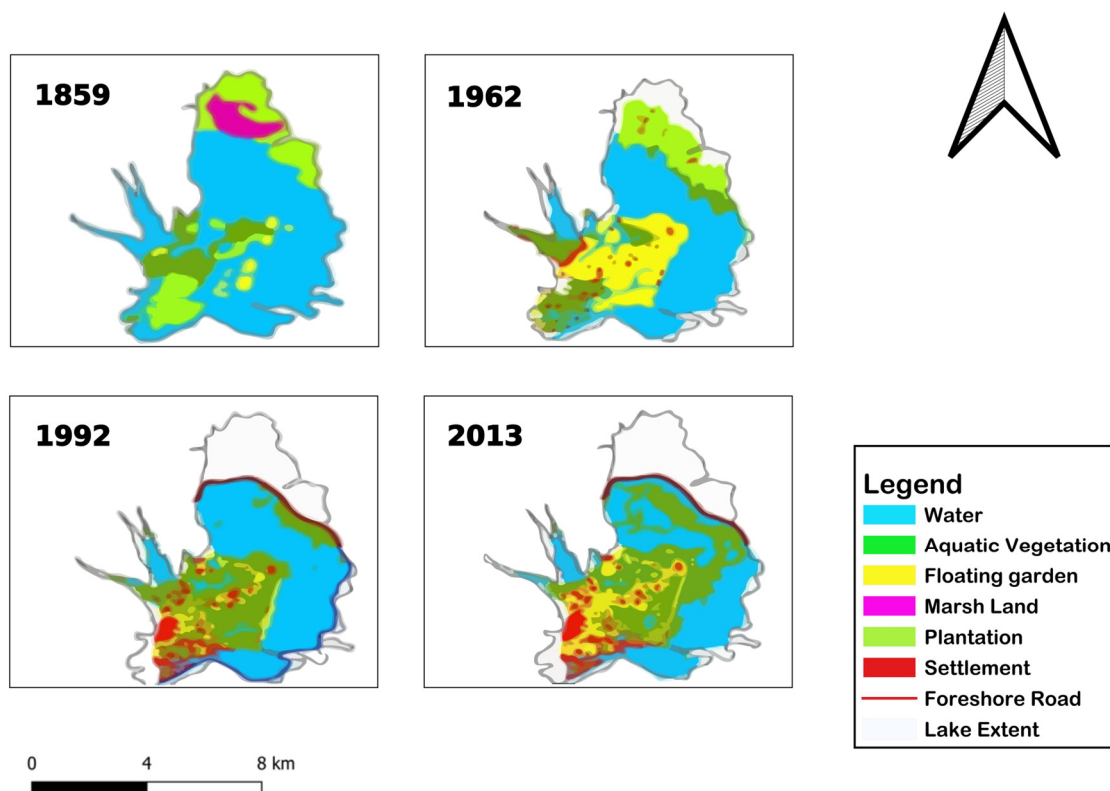 1859
1962
1992
2013
Legend
Water
Aquatic Vegetation
Floating garden
Marsh Land
Plantation
Settlement
Foreshore Road
Lake Extent
0 4 8 km